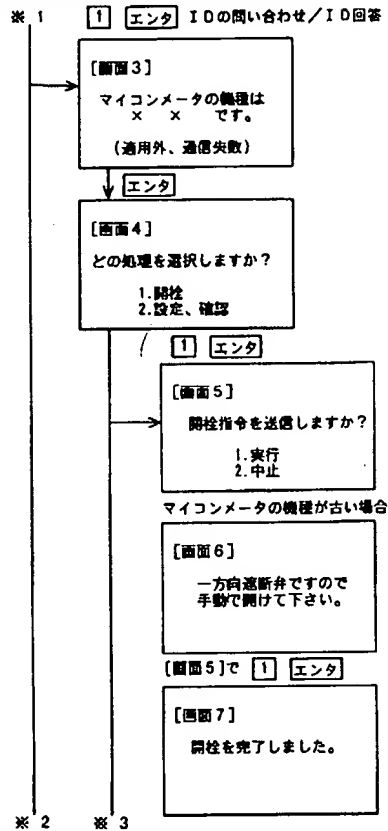 ※ 1 1 エンタ IDの問い合わせ/ID回答
[画面3]
マイコンメータの機種は
× × です。
(適用外、通信失敗)
エンタ
[画面4]
どの処理を選択しますか?
1.開栓
2.設定、確認
1 エンタ
[画面5]
開栓指令を送信しますか?
1.実行
2.中止
マイコンメータの機種が古い場合
[画面6]
一方向遮断弁ですので
手動で開けて下さい。
[画面5]で 1 エンタ
[画面7]
開栓を完了しました。
※ 2 ※ 3